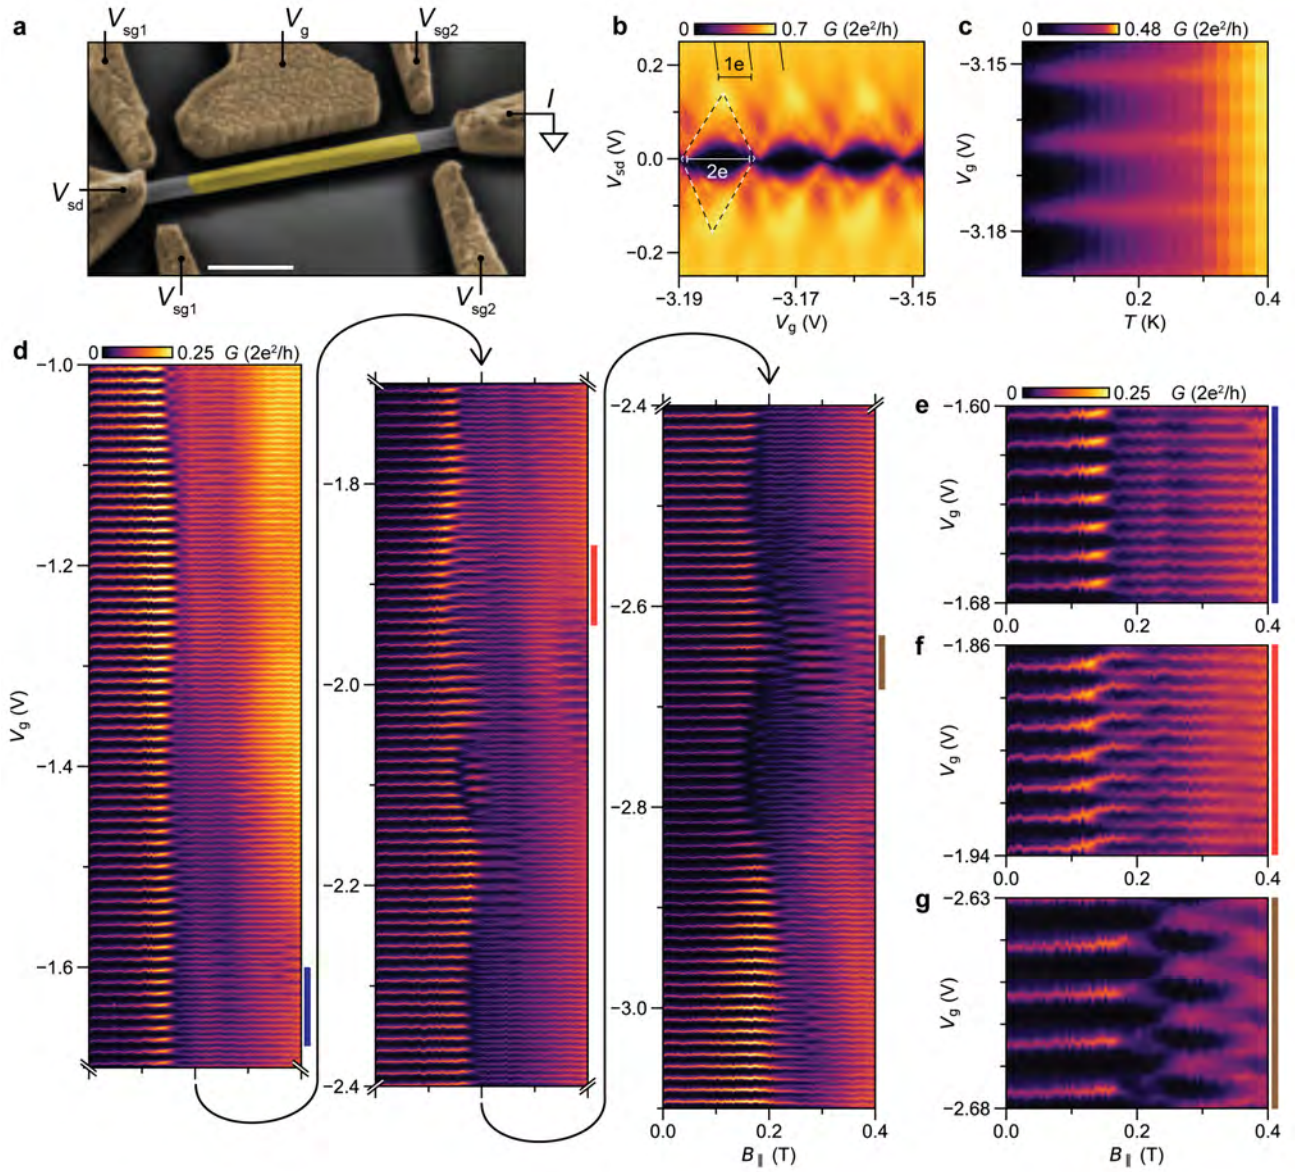 a
V_sg1
V_g
V_sg2
I
V_sd
V_sg1
V_sg2
b
0 0.7 G (2e²/h)
0.2
0.0
−0.2
V_sd (V)
1e
2e
−3.19 −3.17 −3.15
V_g (V)
c
0 0.48 G (2e²/h)
−3.15
−3.18
V_g (V)
0.2 0.4
T (K)
d
0 0.25 G (2e²/h)
−1.0
−1.2
−1.4
−1.6
V_g (V)
−1.8
−2.0
−2.2
−2.4
−2.4
−2.6
−2.8
−3.0
0.0 0.2 0.4
B_∥ (T)
0 0.25 G (2e²/h)
e
−1.60
−1.68
V_g (V)
0.0 0.2 0.4
f
−1.86
−1.94
V_g (V)
0.0 0.2 0.4
g
−2.63
−2.68
V_g (V)
0.0 0.2 0.4
B_∥ (T)